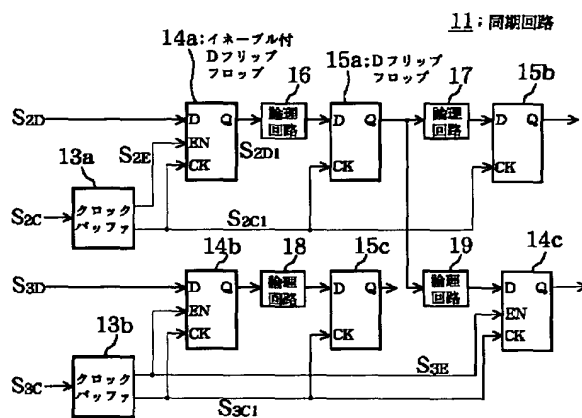 11；同期回路
14a；イネーブル付
Dフリップ
フロップ
16
15a；Dフリップ
フロップ
17
15b
S2D
D Q
論理
回路
D Q
論理
回路
D Q
EN
S2E
S2D1
CK
CK
CK
13a
S2C
クロック
バッファ
S2C1
14b
18
15c
19
14c
S3D
D Q
論理
回路
D Q
論理
回路
D Q
EN
EN
CK
CK
CK
13b
S3C
クロック
バッファ
S3E
S3C1